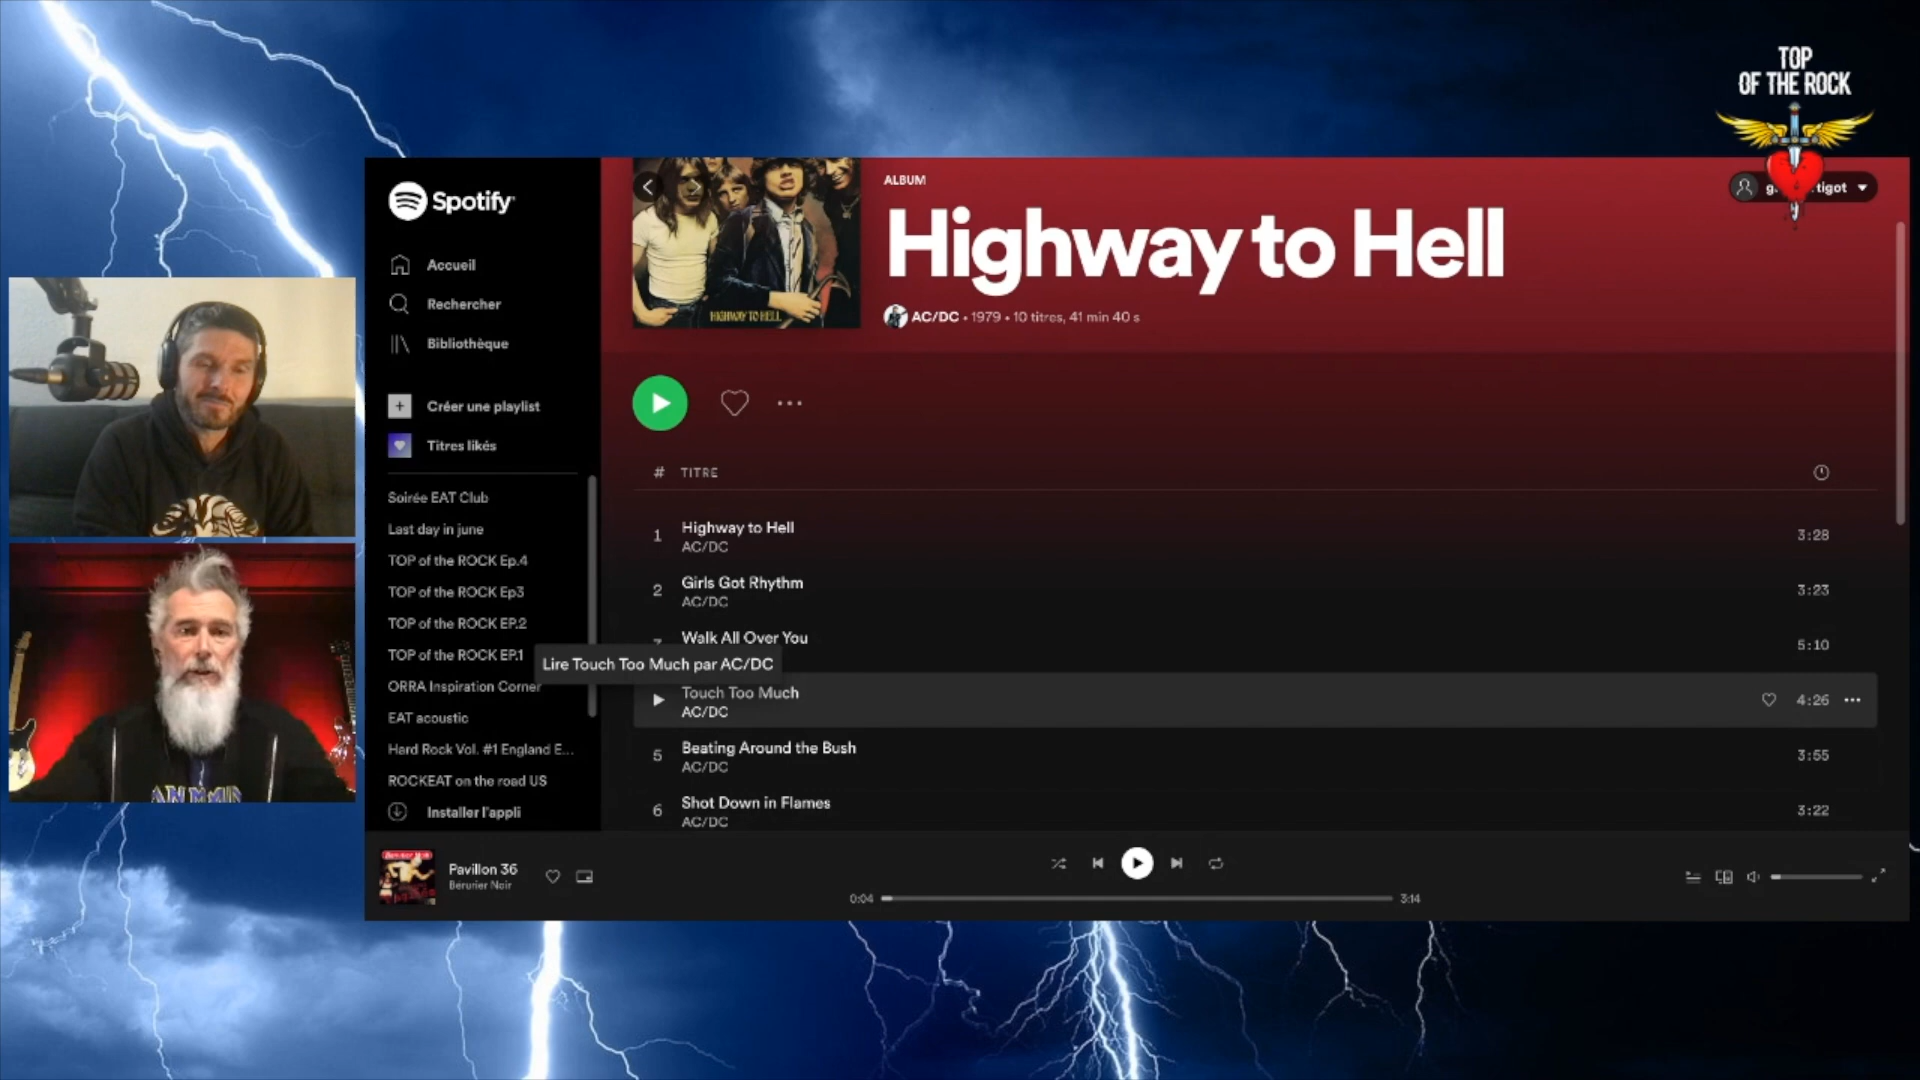 TOP
OF THE ROCK
Spotify
Accueil
Rechercher
Bibliothèque
Créer une playlist
Titres likés
Soirée EAT Club
Last day in june
TOP of the ROCK Ep.4
TOP of the ROCK Ep3
TOP of the ROCK EP.2
TOP of the ROCK EP.1
ORRA Inspiration Corner
EAT acoustic
Hard Rock Vol. #1 England E...
ROCKEAT on the road US
Installer l'appli
HIGHWAY TO HELL
ALBUM
Highway to Hell
AC/DC • 1979 • 10 titres, 41 min 40 s
# TITRE
1 Highway to Hell 3:28
AC/DC
2 Girls Got Rhythm 3:23
AC/DC
Walk All Over You 5:10
Lire Touch Too Much par AC/DC
Touch Too Much 4:26
AC/DC
5 Beating Around the Bush 3:55
AC/DC
6 Shot Down in Flames 3:22
AC/DC
Pavillon 36
Bérurier Noir
0:04
3:14